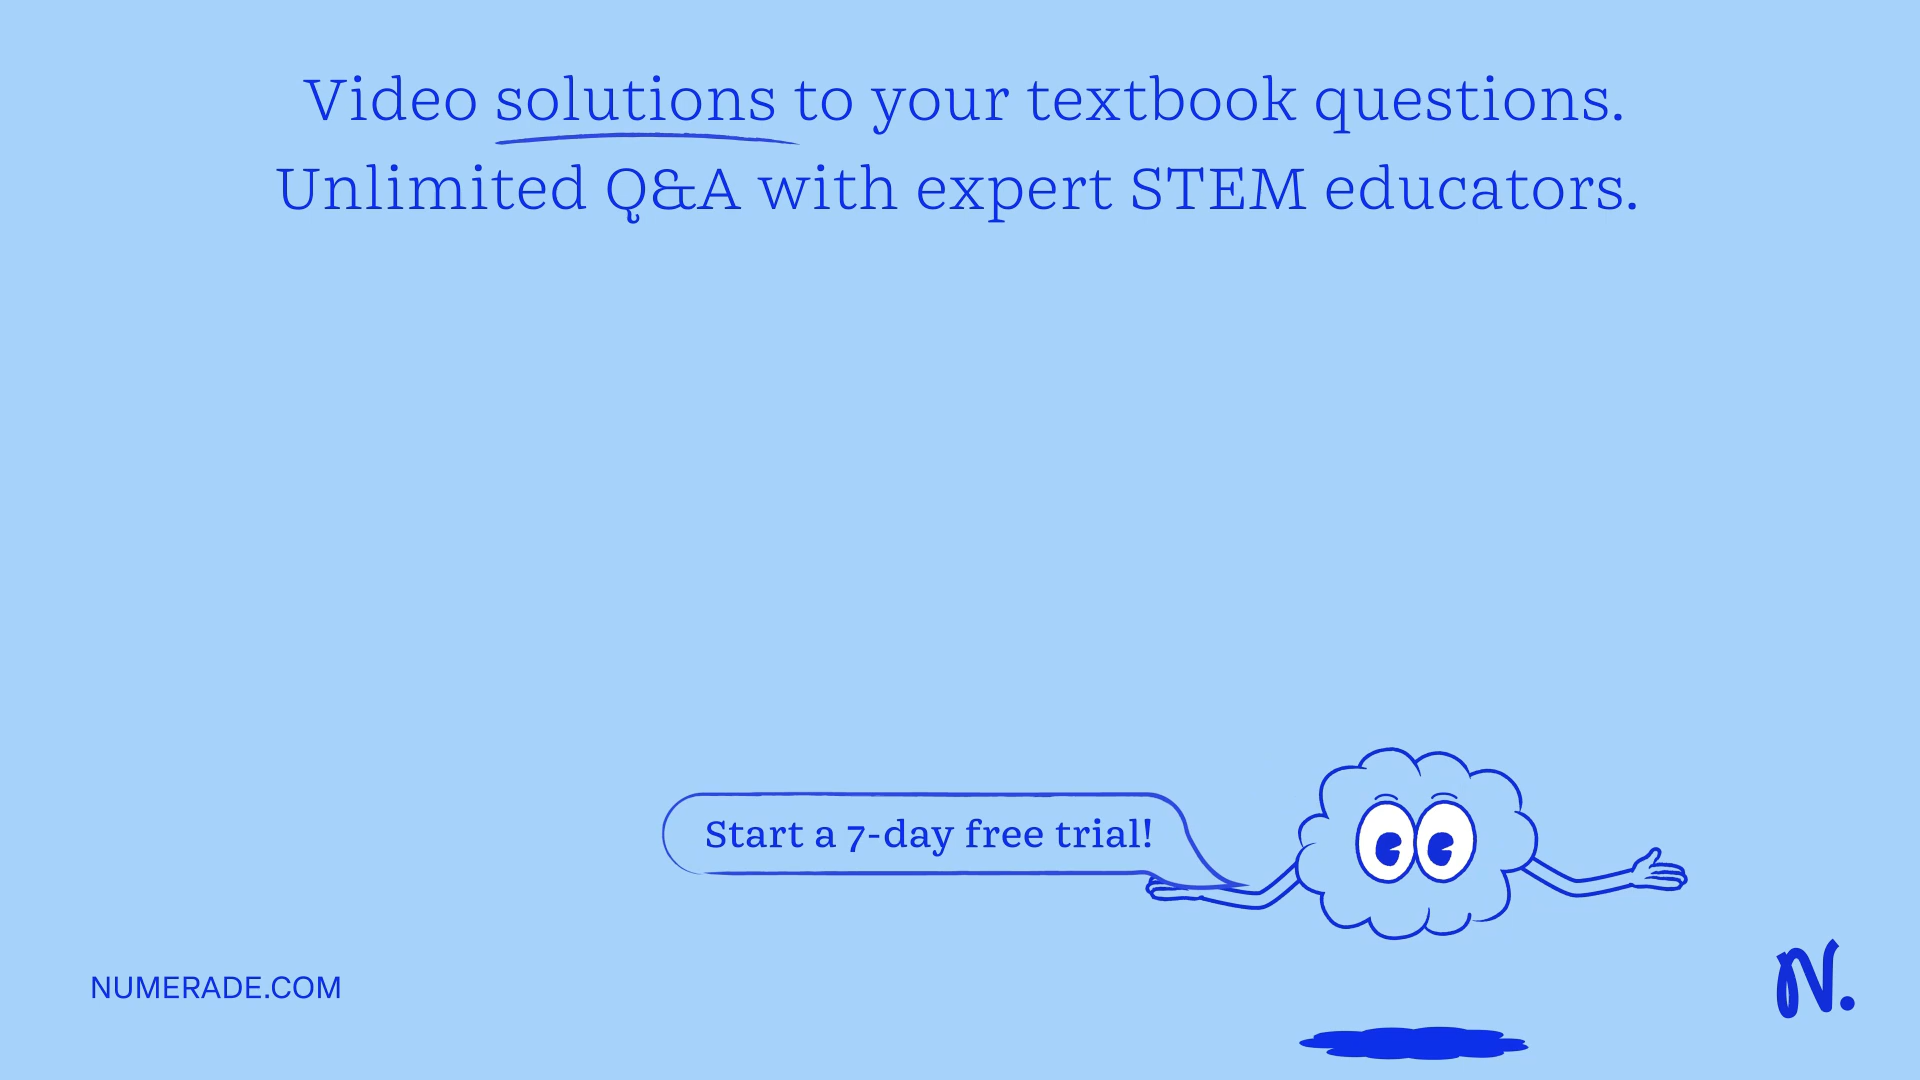 Video solutions to your textbook questions.
Unlimited Q&A with expert STEM educators.
Start a 7-day free trial!
NUMERADE.COM
N.